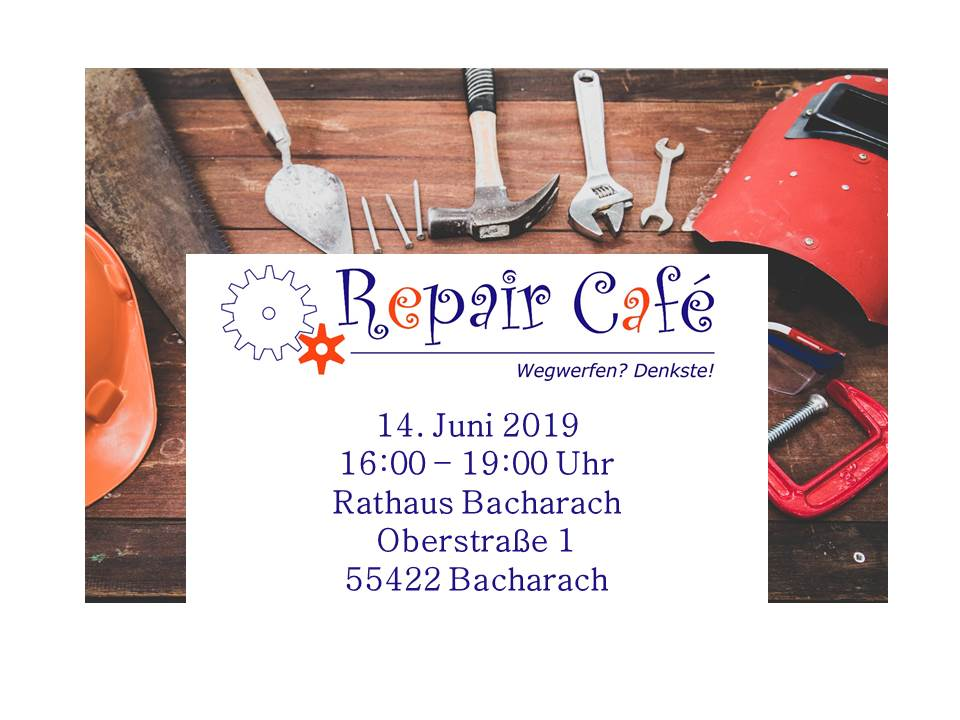 Repair Café
Wegwerfen? Denkste!
14. Juni 2019
16:00 – 19:00 Uhr
Rathaus Bacharach
Oberstraße 1
55422 Bacharach